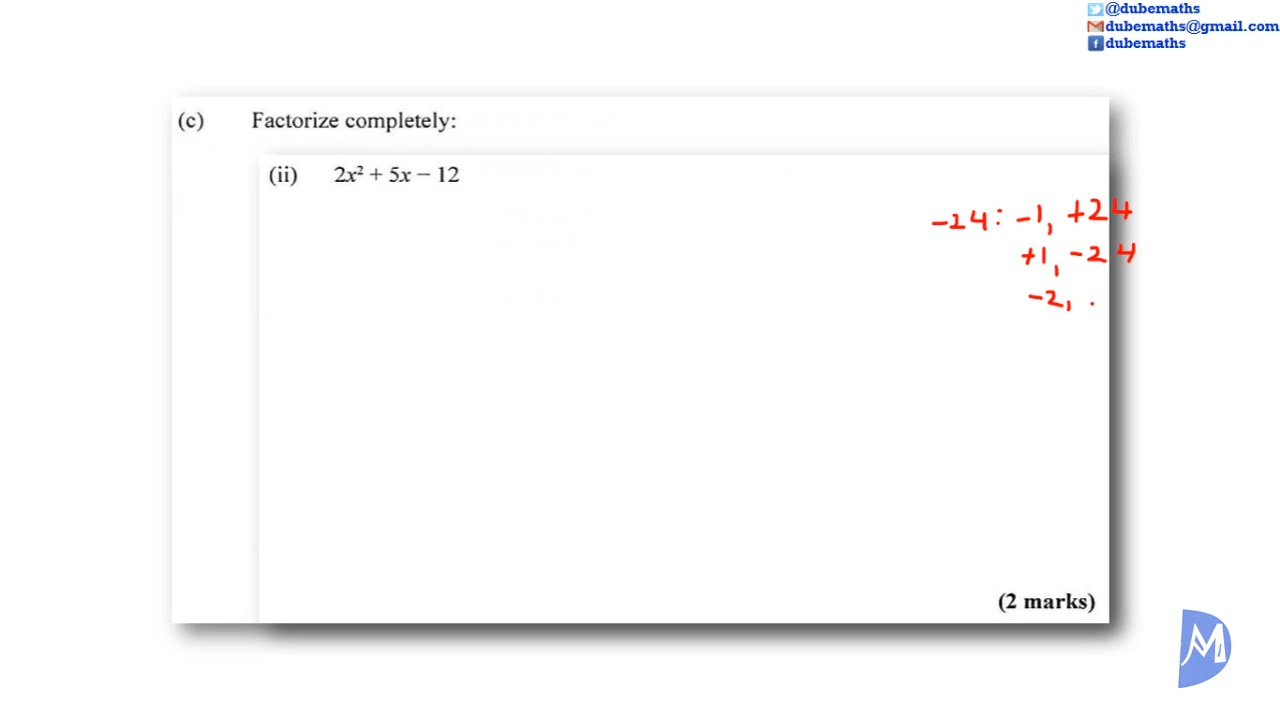 @dubemaths
dubemaths@gmail.com
dubemaths
(c) Factorize completely:
(ii) 2x² + 5x − 12
-24: -1, +24
+1, -24
-2, .
(2 marks)
M